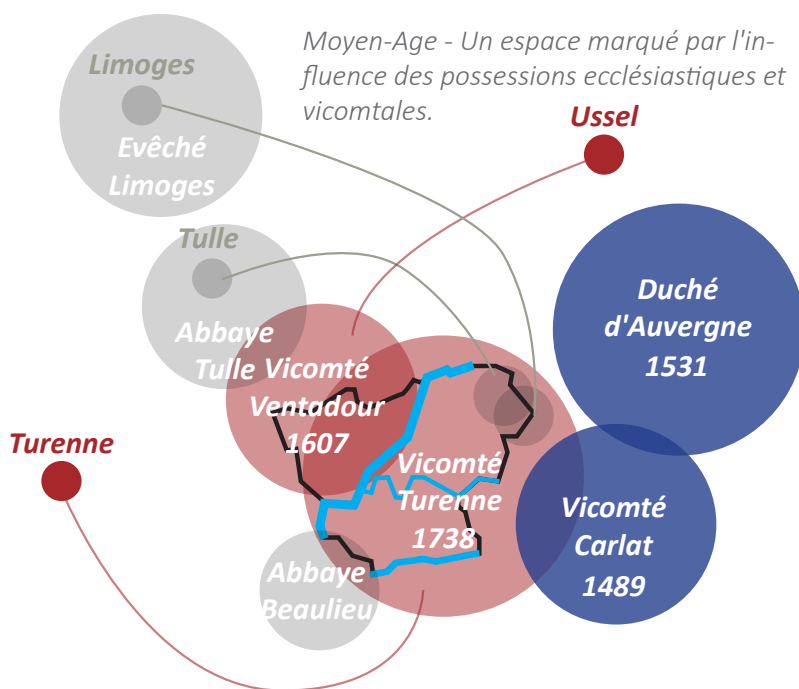 Moyen-Age - Un espace marqué par l'in-
fluence des possessions ecclésiastiques et
vicomtales.
Limoges
Evêché
Limoges
Ussel
Tulle
Abbaye
Tulle
Vicomté
Ventadour
1607
Duché
d'Auvergne
1531
Turenne
Vicomté
Turenne
1738
Vicomté
Carlat
1489
Abbaye
Beaulieu